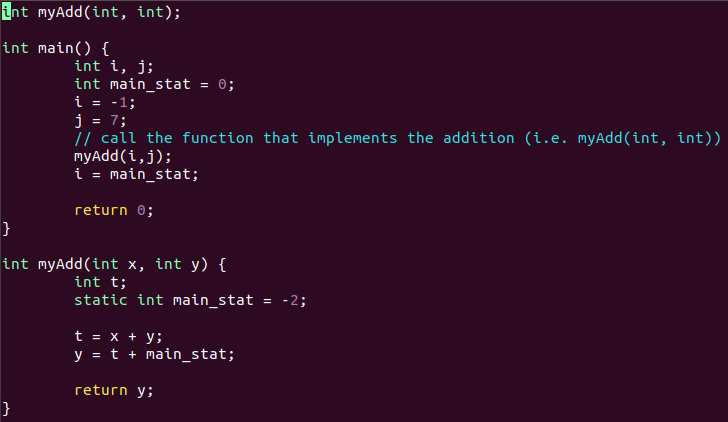 int myAdd(int, int);
int main() {
int i, j;
int main_stat = 0;
i = -1;
j = 7;
// call the function that implements the addition (i.e. myAdd(int, int))
myAdd(i,j);
i = main_stat;
return 0;
}
int myAdd(int x, int y) {
int t;
static int main_stat = -2;
t = x + y;
y = t + main_stat;
return y;
}